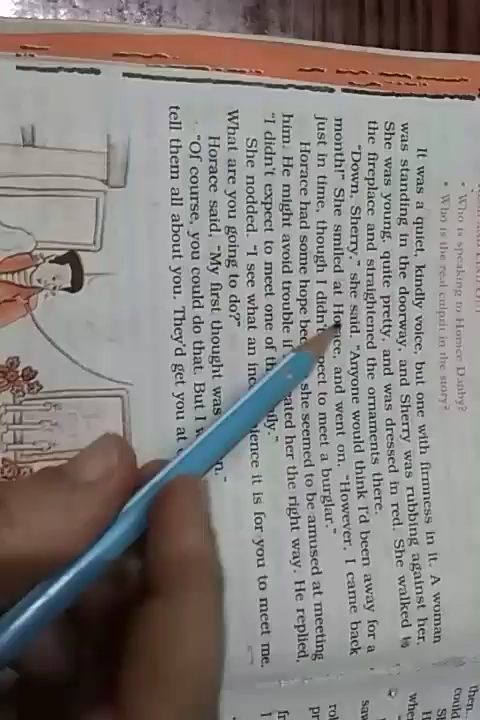 • Who is speaking to Horace Danby?
• Who is the real culprit in the story?
It was a quiet, kindly voice, but one with firmness in it. A woman
was standing in the doorway, and Sherry was rubbing against her.
She was young, quite pretty, and was dressed in red. She walked
the fireplace and straightened the ornaments there.
"Down, Sherry," she said. "Anyone would think I'd been away for a
month!" She smiled at Horace, and went on. "However, I came back
just in time, though I didn't expect to meet a burglar."
Horace had some hope she seemed to be amused at meeting
him. He might avoid trouble if her the right way. He replied,
"I didn't expect to meet one of
She nodded. "I see what an it is for you to meet me.
What are you going to do?"
Horace said, "My first thought was
"Of course, you could do that. But I
tell them all about you. They'd get you at
then
could